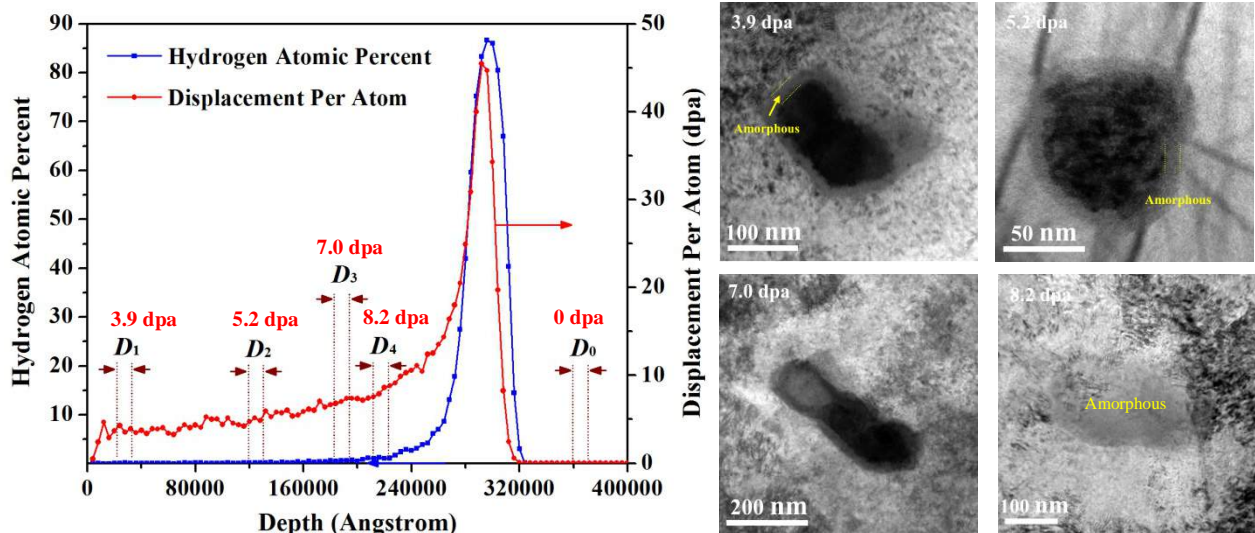 Hydrogen Atomic Percent
90
80
70
60
50
40
30
20
10
Hydrogen Atomic Percent
Displacement Per Atom
7.0 dpa
D3
3.9 dpa
D1
5.2 dpa
D2
8.2 dpa
D4
0 dpa
D0
50
40
30
20
10
0
Displacement Per Atom (dpa)
0
80000
160000
240000
320000
400000
Depth (Angstrom)
3.9 dpa
Amorphous
100 nm
5.2 dpa
Amorphous
50 nm
7.0 dpa
200 nm
8.2 dpa
Amorphous
100 nm